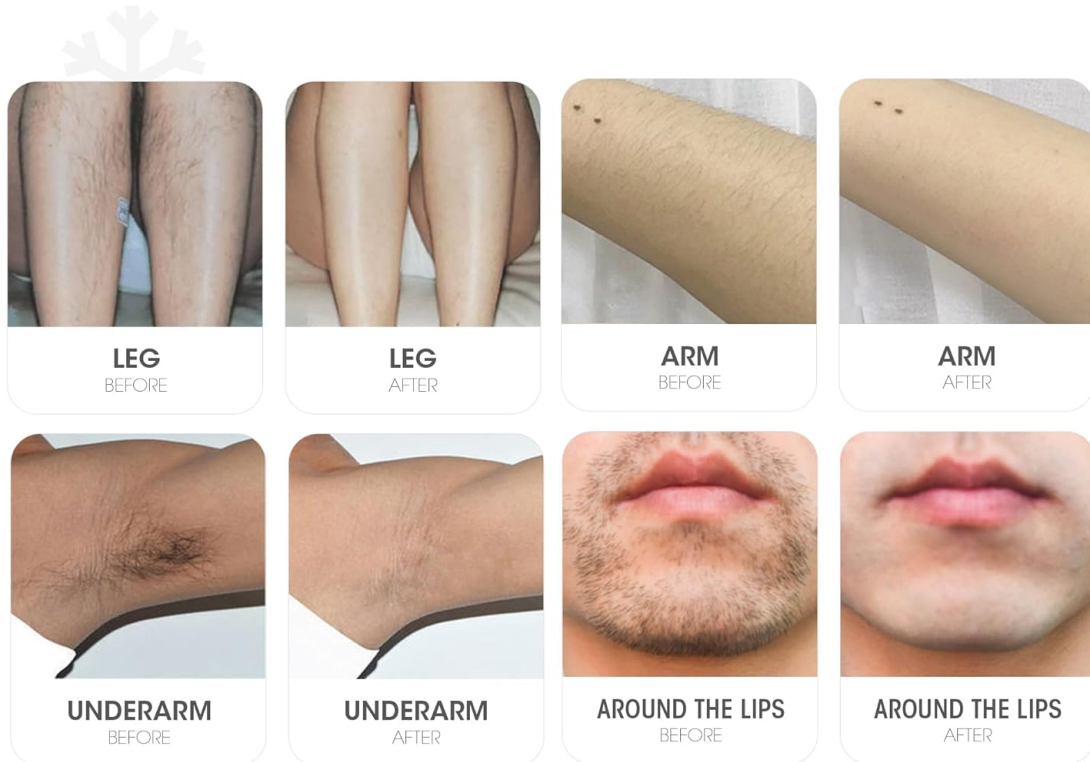 LEG
BEFORE
LEG
AFTER
ARM
BEFORE
ARM
AFTER
UNDERARM
BEFORE
UNDERARM
AFTER
AROUND THE LIPS
BEFORE
AROUND THE LIPS
AFTER